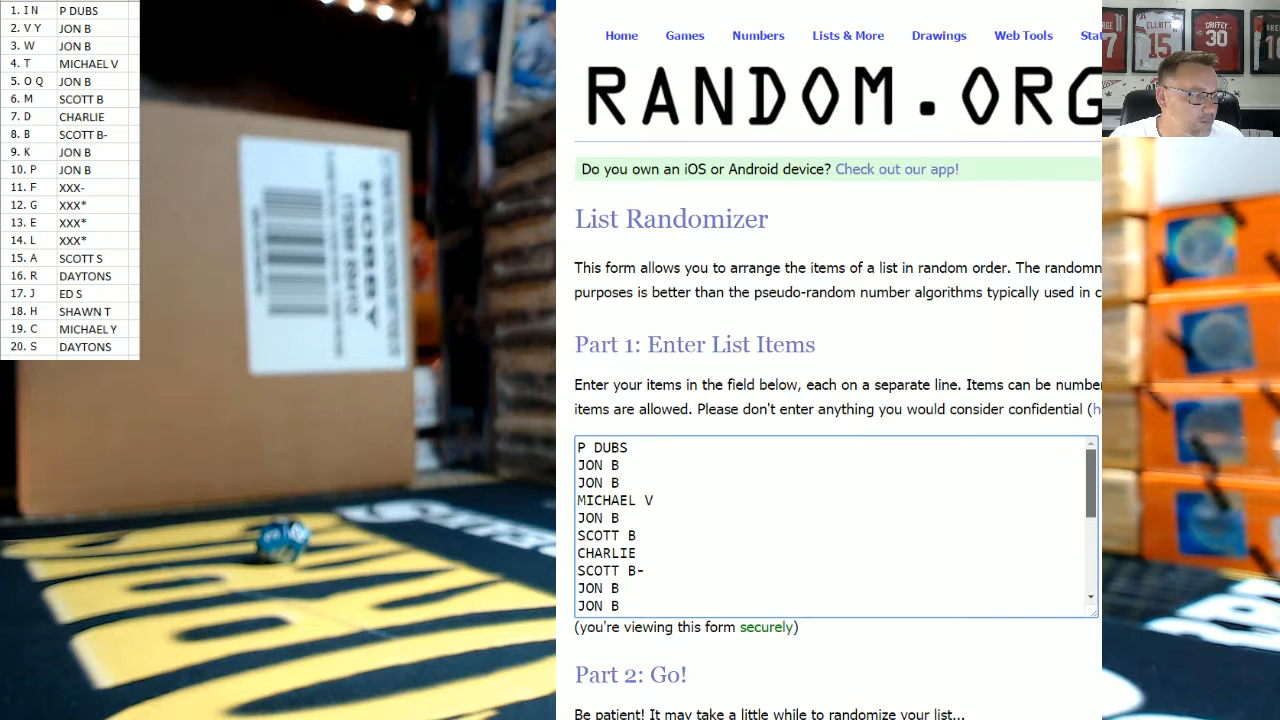 1. I N P DUBS
2. V Y JON B
3. W JON B
4. T MICHAEL V
5. O Q JON B
6. M SCOTT B
7. D CHARLIE
8. B SCOTT B-
9. K JON B
10. P JON B
11. F XXX-
12. G XXX*
13. E XXX*
14. L XXX*
15. A SCOTT S
16. R DAYTONS
17. J ED S
18. H SHAWN T
19. C MICHAEL Y
20. S DAYTONS
HOBBY
Home Games Numbers Lists & More Drawings Web Tools Stat
RANDOM.ORG
Do you own an iOS or Android device? Check out our app!
List Randomizer
This form allows you to arrange the items of a list in random order. The randomn
purposes is better than the pseudo-random number algorithms typically used in c
Part 1: Enter List Items
Enter your items in the field below, each on a separate line. Items can be number
items are allowed. Please don't enter anything you would consider confidential (h
P DUBS
JON B
JON B
MICHAEL V
JON B
SCOTT B
CHARLIE
SCOTT B-
JON B
JON B
(you're viewing this form securely)
Part 2: Go!
Be patient! It may take a little while to randomize your list...
ELLIOTT
15
GRIFFEY
30